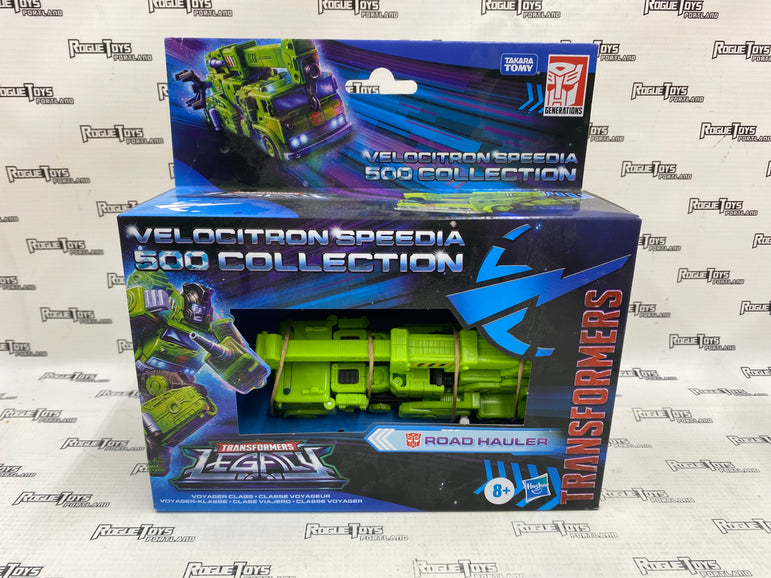 TAKARA
TOMY
GENERATIONS
VELOCITRON SPEEDIA
500 COLLECTION
VELOCITRON SPEEDIA
500 COLLECTION
TRANSFORMERS
TRANSFORMERS
LEGACY
ROAD HAULER
VOYAGER CLASS • CLASSE VOYAGEUR
VOYAGER-KLASSE • CLASE VIAJERO • CLASSE VOYAGER
8+
Hasbro
ROGUE TOYS
PORTLAND